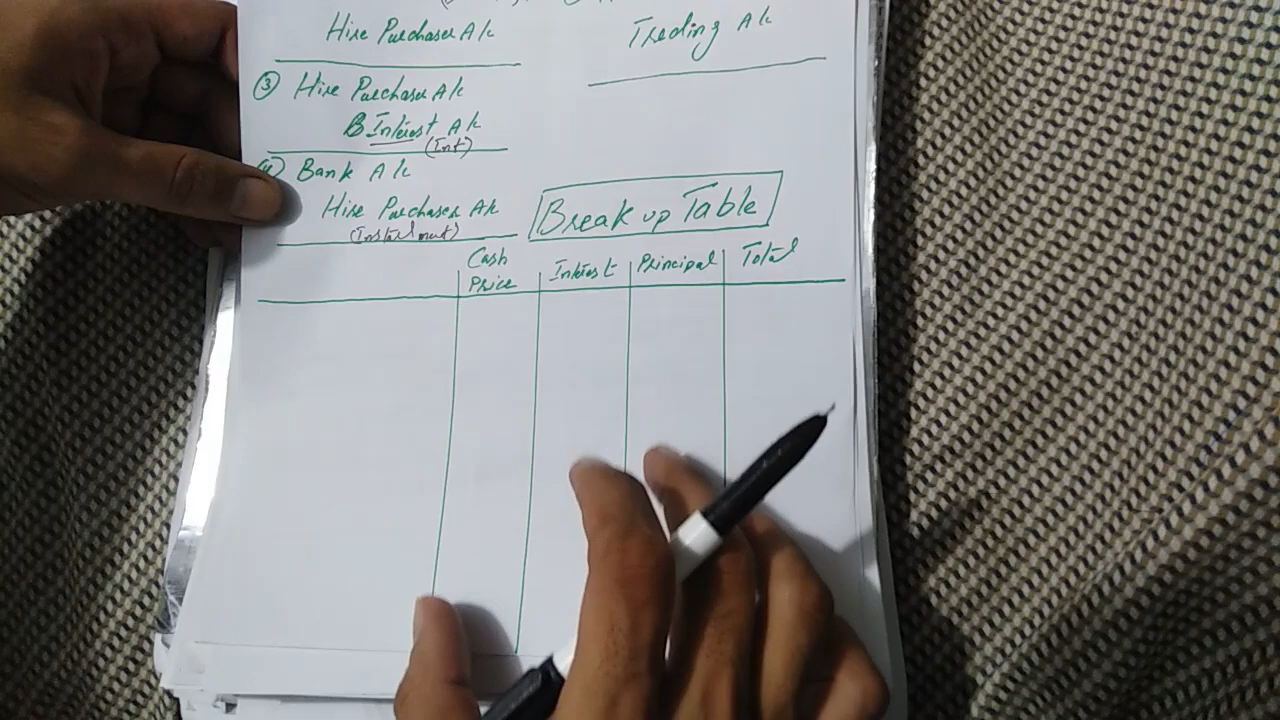 Hire Purchaser A/c
Trading A/c
③ Hire Purchaser A/c
Interest A/c
(Int)
④ Bank A/c
Hire Purchaser A/c
(Instalment)
Break up Table
Cash Price
Interest
Principal
Total